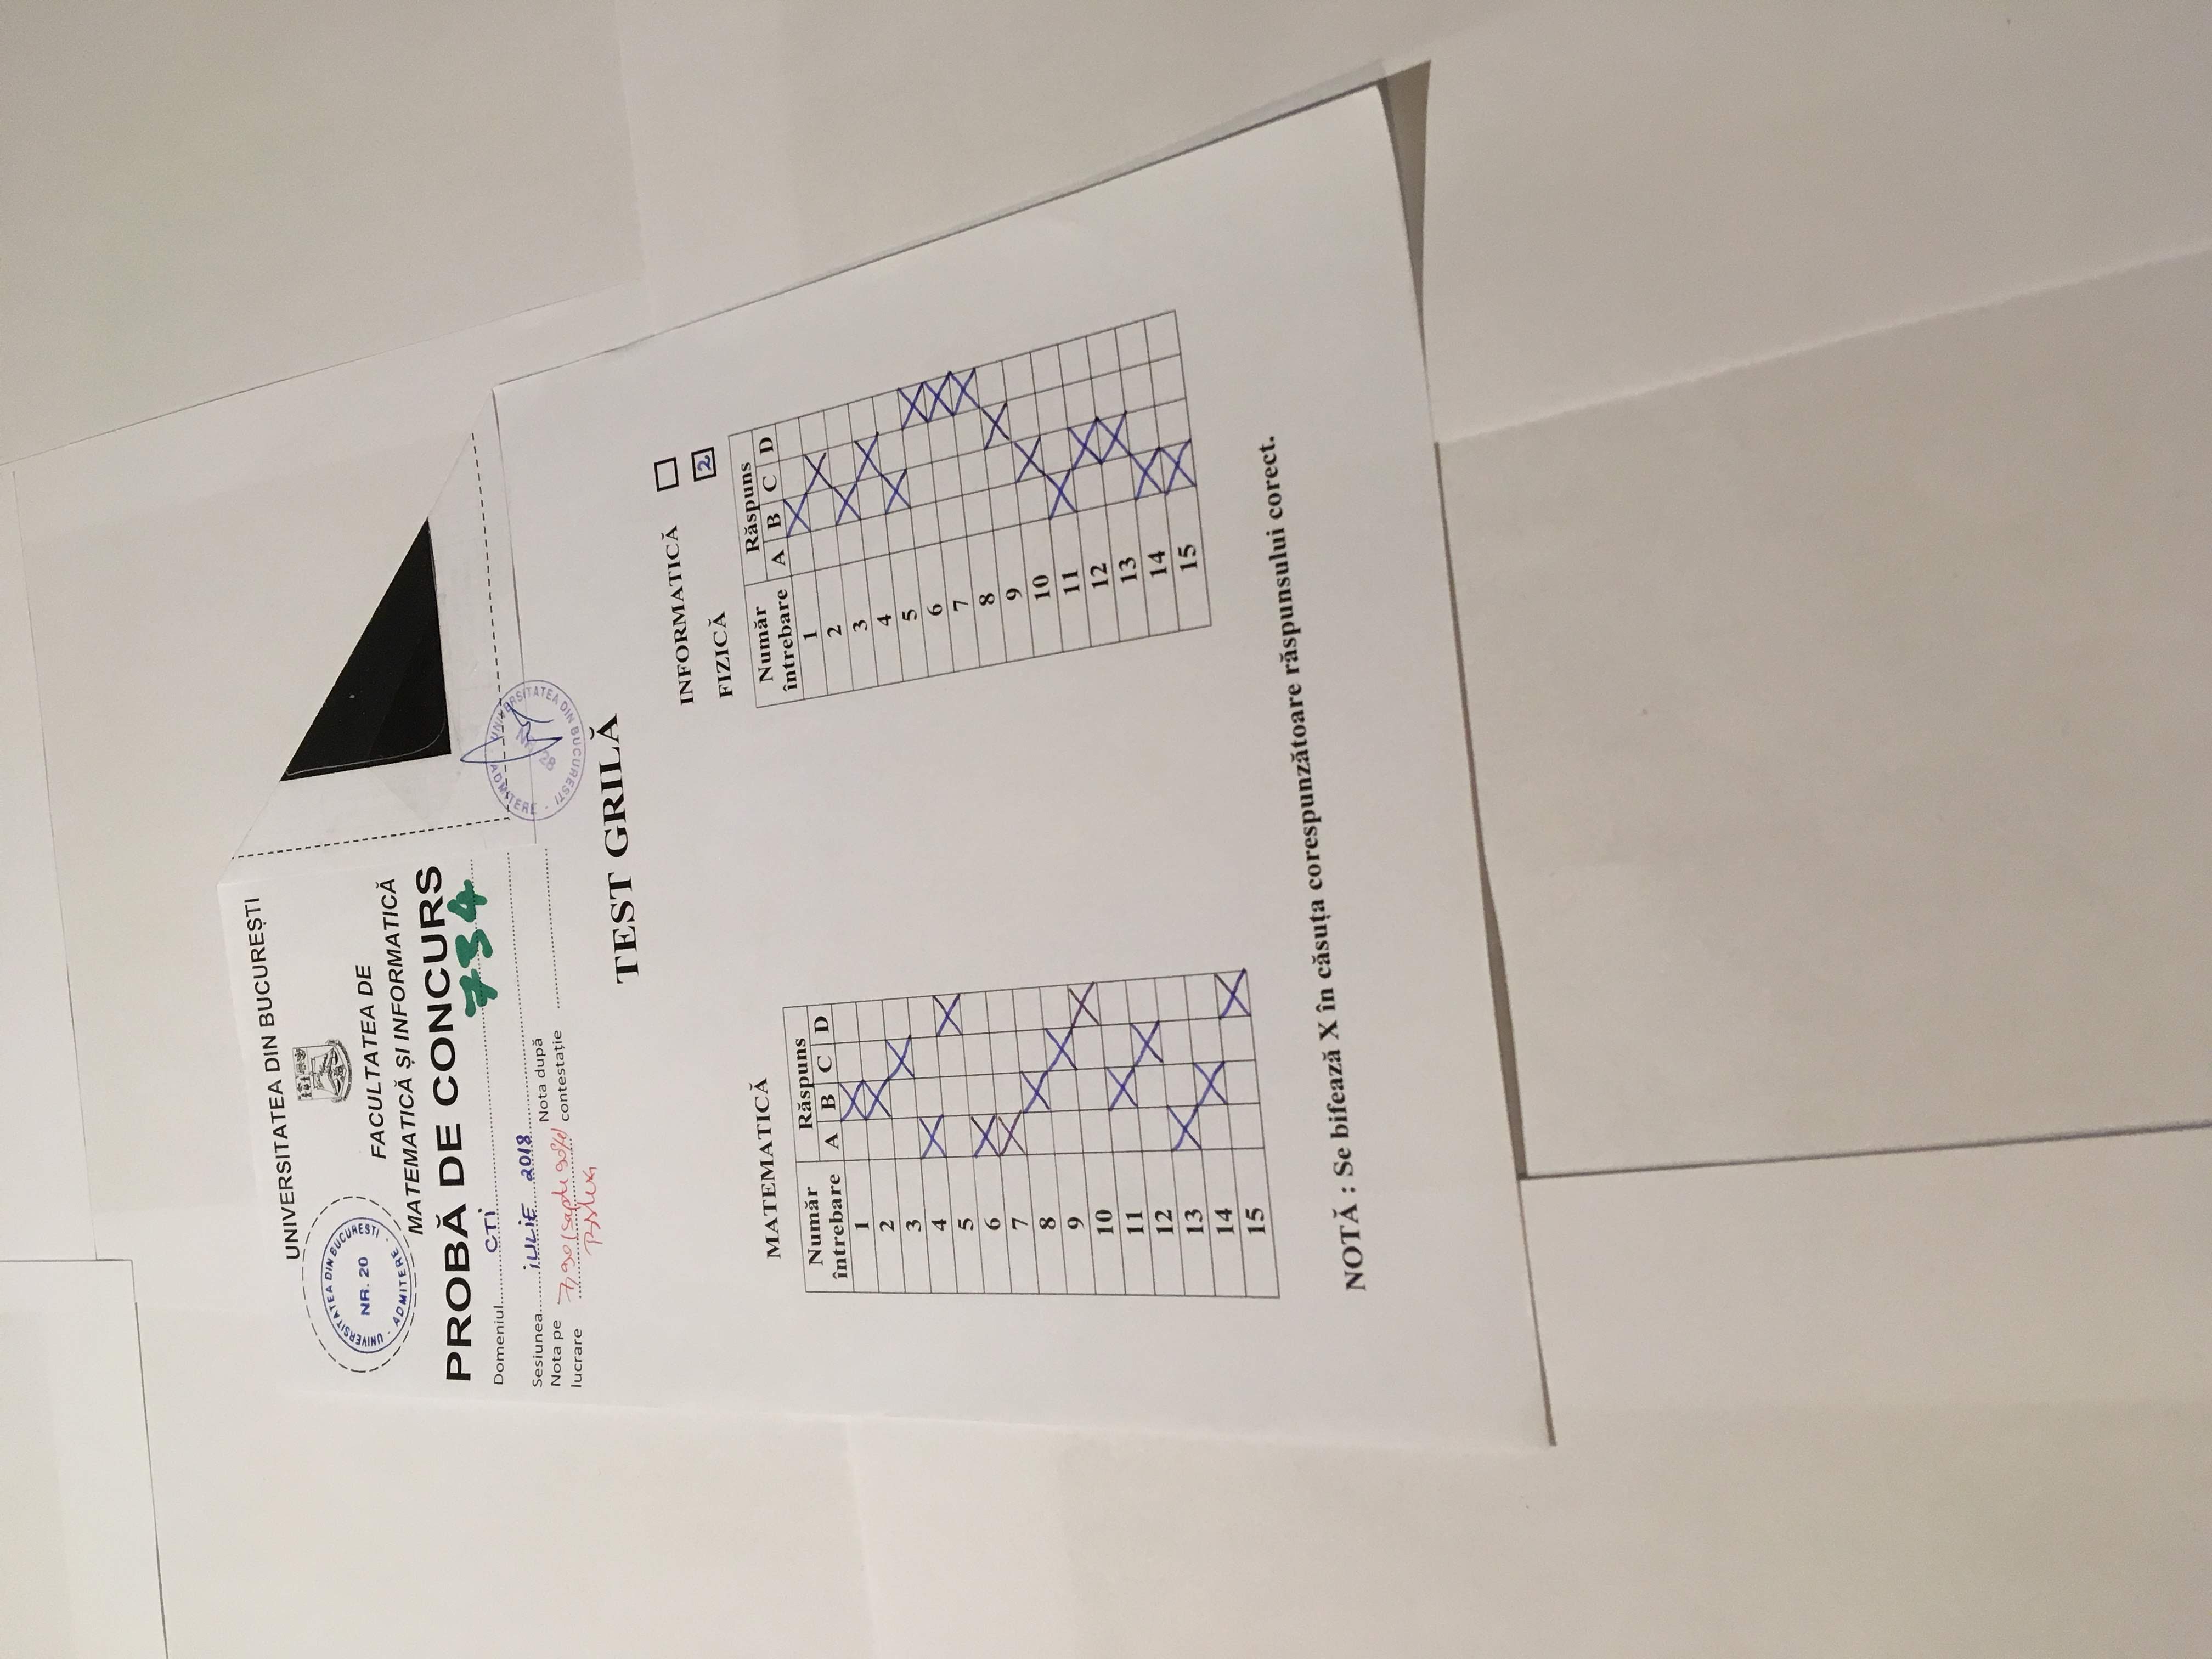 UNIVERSITATEA DIN BUCUREȘTI
UNIVERSITATEA DIN BUCUREȘTI · ADMITERE ·
NR. 20
FACULTATEA DE
MATEMATICĂ ȘI INFORMATICĂ
PROBĂ DE CONCURS
734
Domeniul CTi
Sesiunea iULiE 2018
Nota pe lucrare 7,90 (șapte 90%)
Nota după contestație
UNIVERSITATEA DIN BUCUREȘTI · ADMITERE ·
28
TEST GRILĂ
INFORMATICĂ
FIZICĂ 2
MATEMATICĂ
Număr întrebare Răspuns
A B C D
1 X
2 X
3 X
4 X
5 X
6 X
7 X
8 X
9 X
10 X
11 X
12 X
13 X
14 X
15 X
Număr întrebare Răspuns
A B C D
1 X
2 X
3 X
4 X
5 X
6 X
7 X
8 X
9 X
10 X
11 X
12 X
13 X
14 X
15 X
NOTĂ : Se bifează X în căsuța corespunzătoare răspunsului corect.